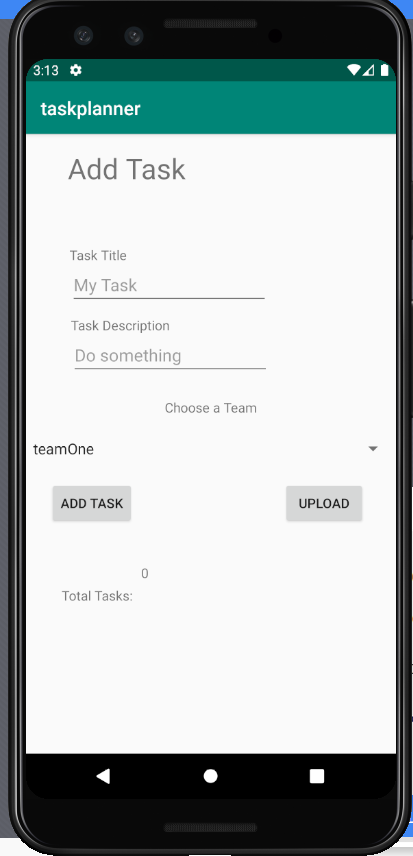 3:13
taskplanner
Add Task
Task Title
My Task
Task Description
Do something
Choose a Team
teamOne
ADD TASK
UPLOAD
0
Total Tasks: